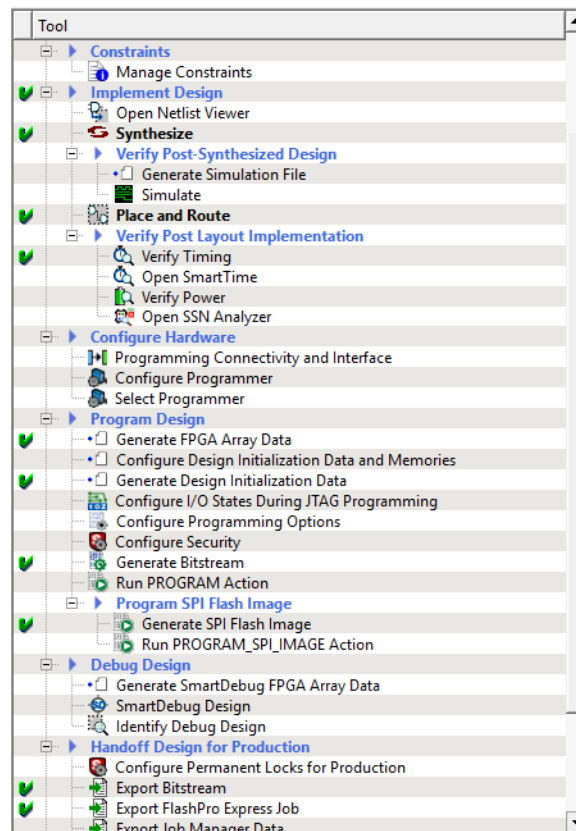 Tool
Constraints
Manage Constraints
Implement Design
Open Netlist Viewer
Synthesize
Verify Post-Synthesized Design
Generate Simulation File
Simulate
Place and Route
Verify Post Layout Implementation
Verify Timing
Open SmartTime
Verify Power
Open SSN Analyzer
Configure Hardware
Programming Connectivity and Interface
Configure Programmer
Select Programmer
Program Design
Generate FPGA Array Data
Configure Design Initialization Data and Memories
Generate Design Initialization Data
Configure I/O States During JTAG Programming
Configure Programming Options
Configure Security
Generate Bitstream
Run PROGRAM Action
Program SPI Flash Image
Generate SPI Flash Image
Run PROGRAM_SPI_IMAGE Action
Debug Design
Generate SmartDebug FPGA Array Data
SmartDebug Design
Identify Debug Design
Handoff Design for Production
Configure Permanent Locks for Production
Export Bitstream
Export FlashPro Express Job
Export Job Manager Data